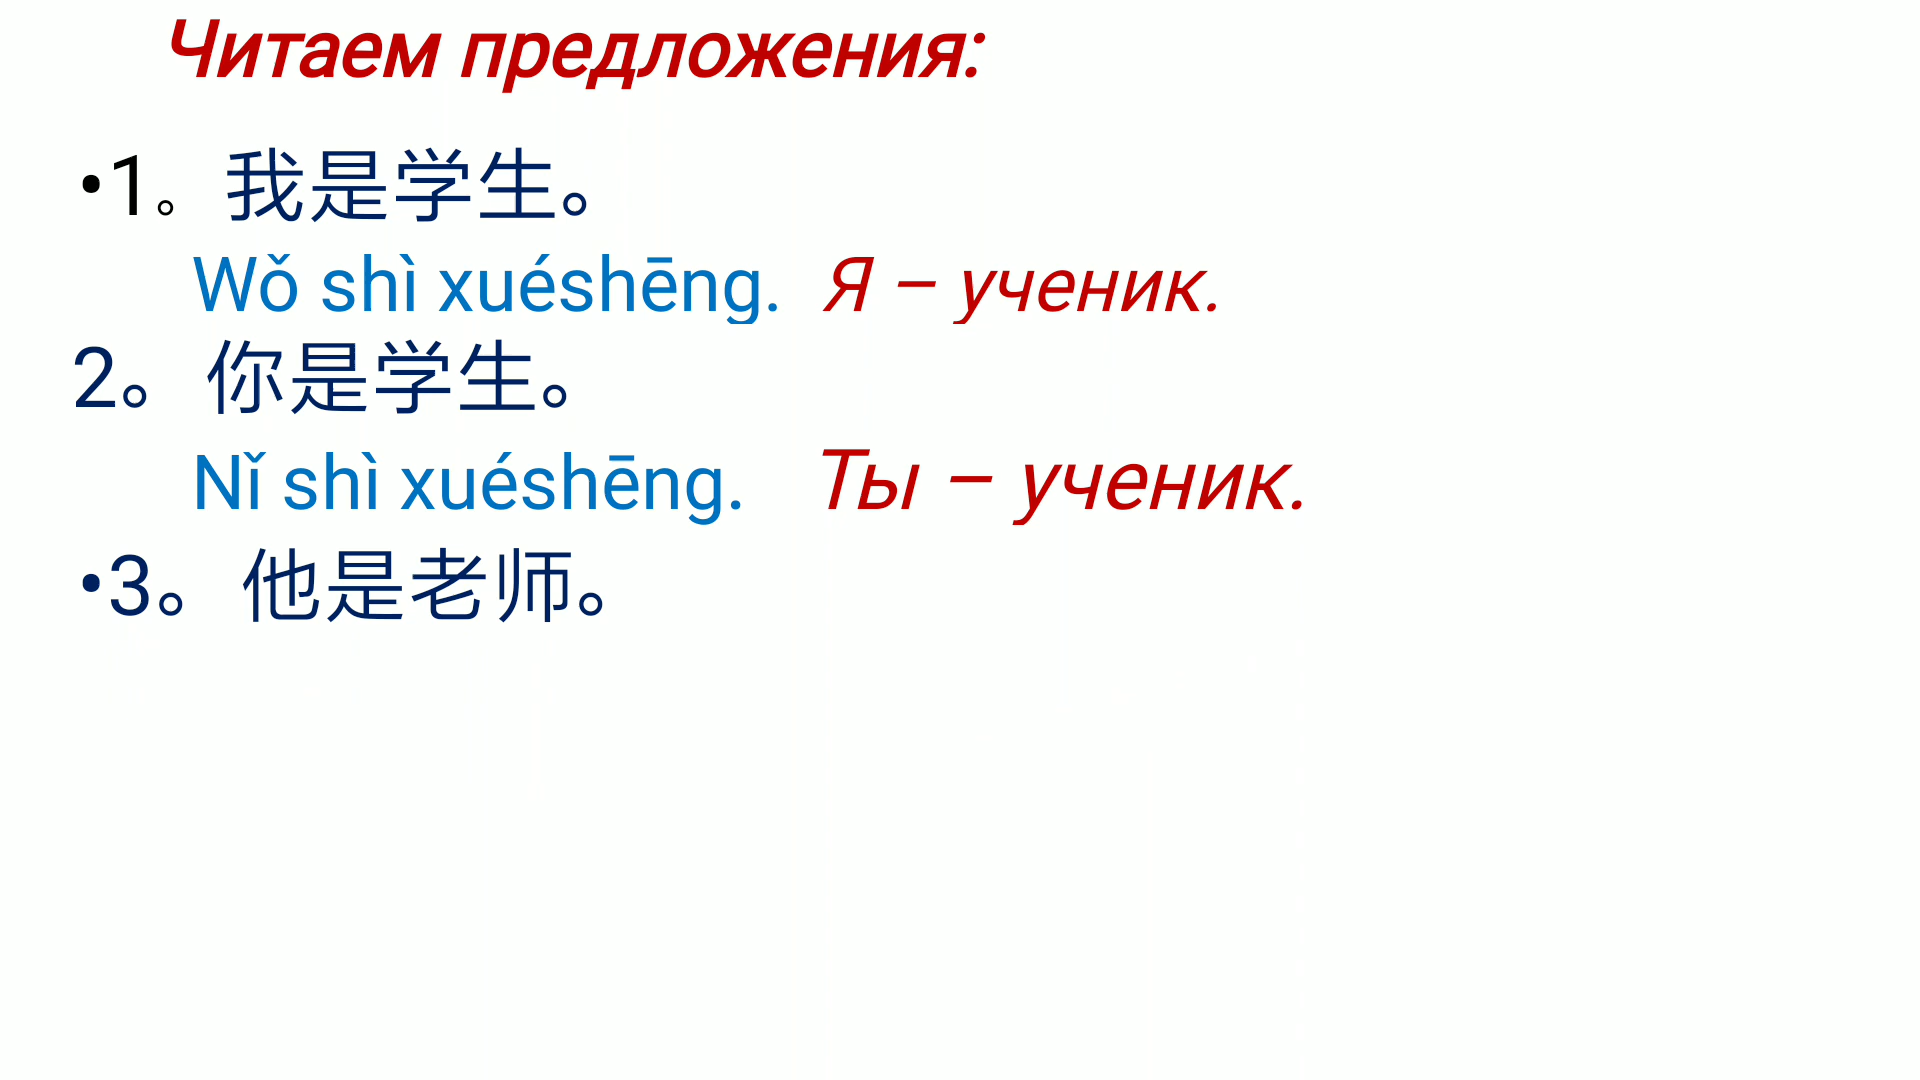 Читаем предложения:
•1。我是学生。
Wǒ shì xuéshēng. Я – ученик.
2。你是学生。
Nǐ shì xuéshēng. Ты – ученик.
•3。他是老师。